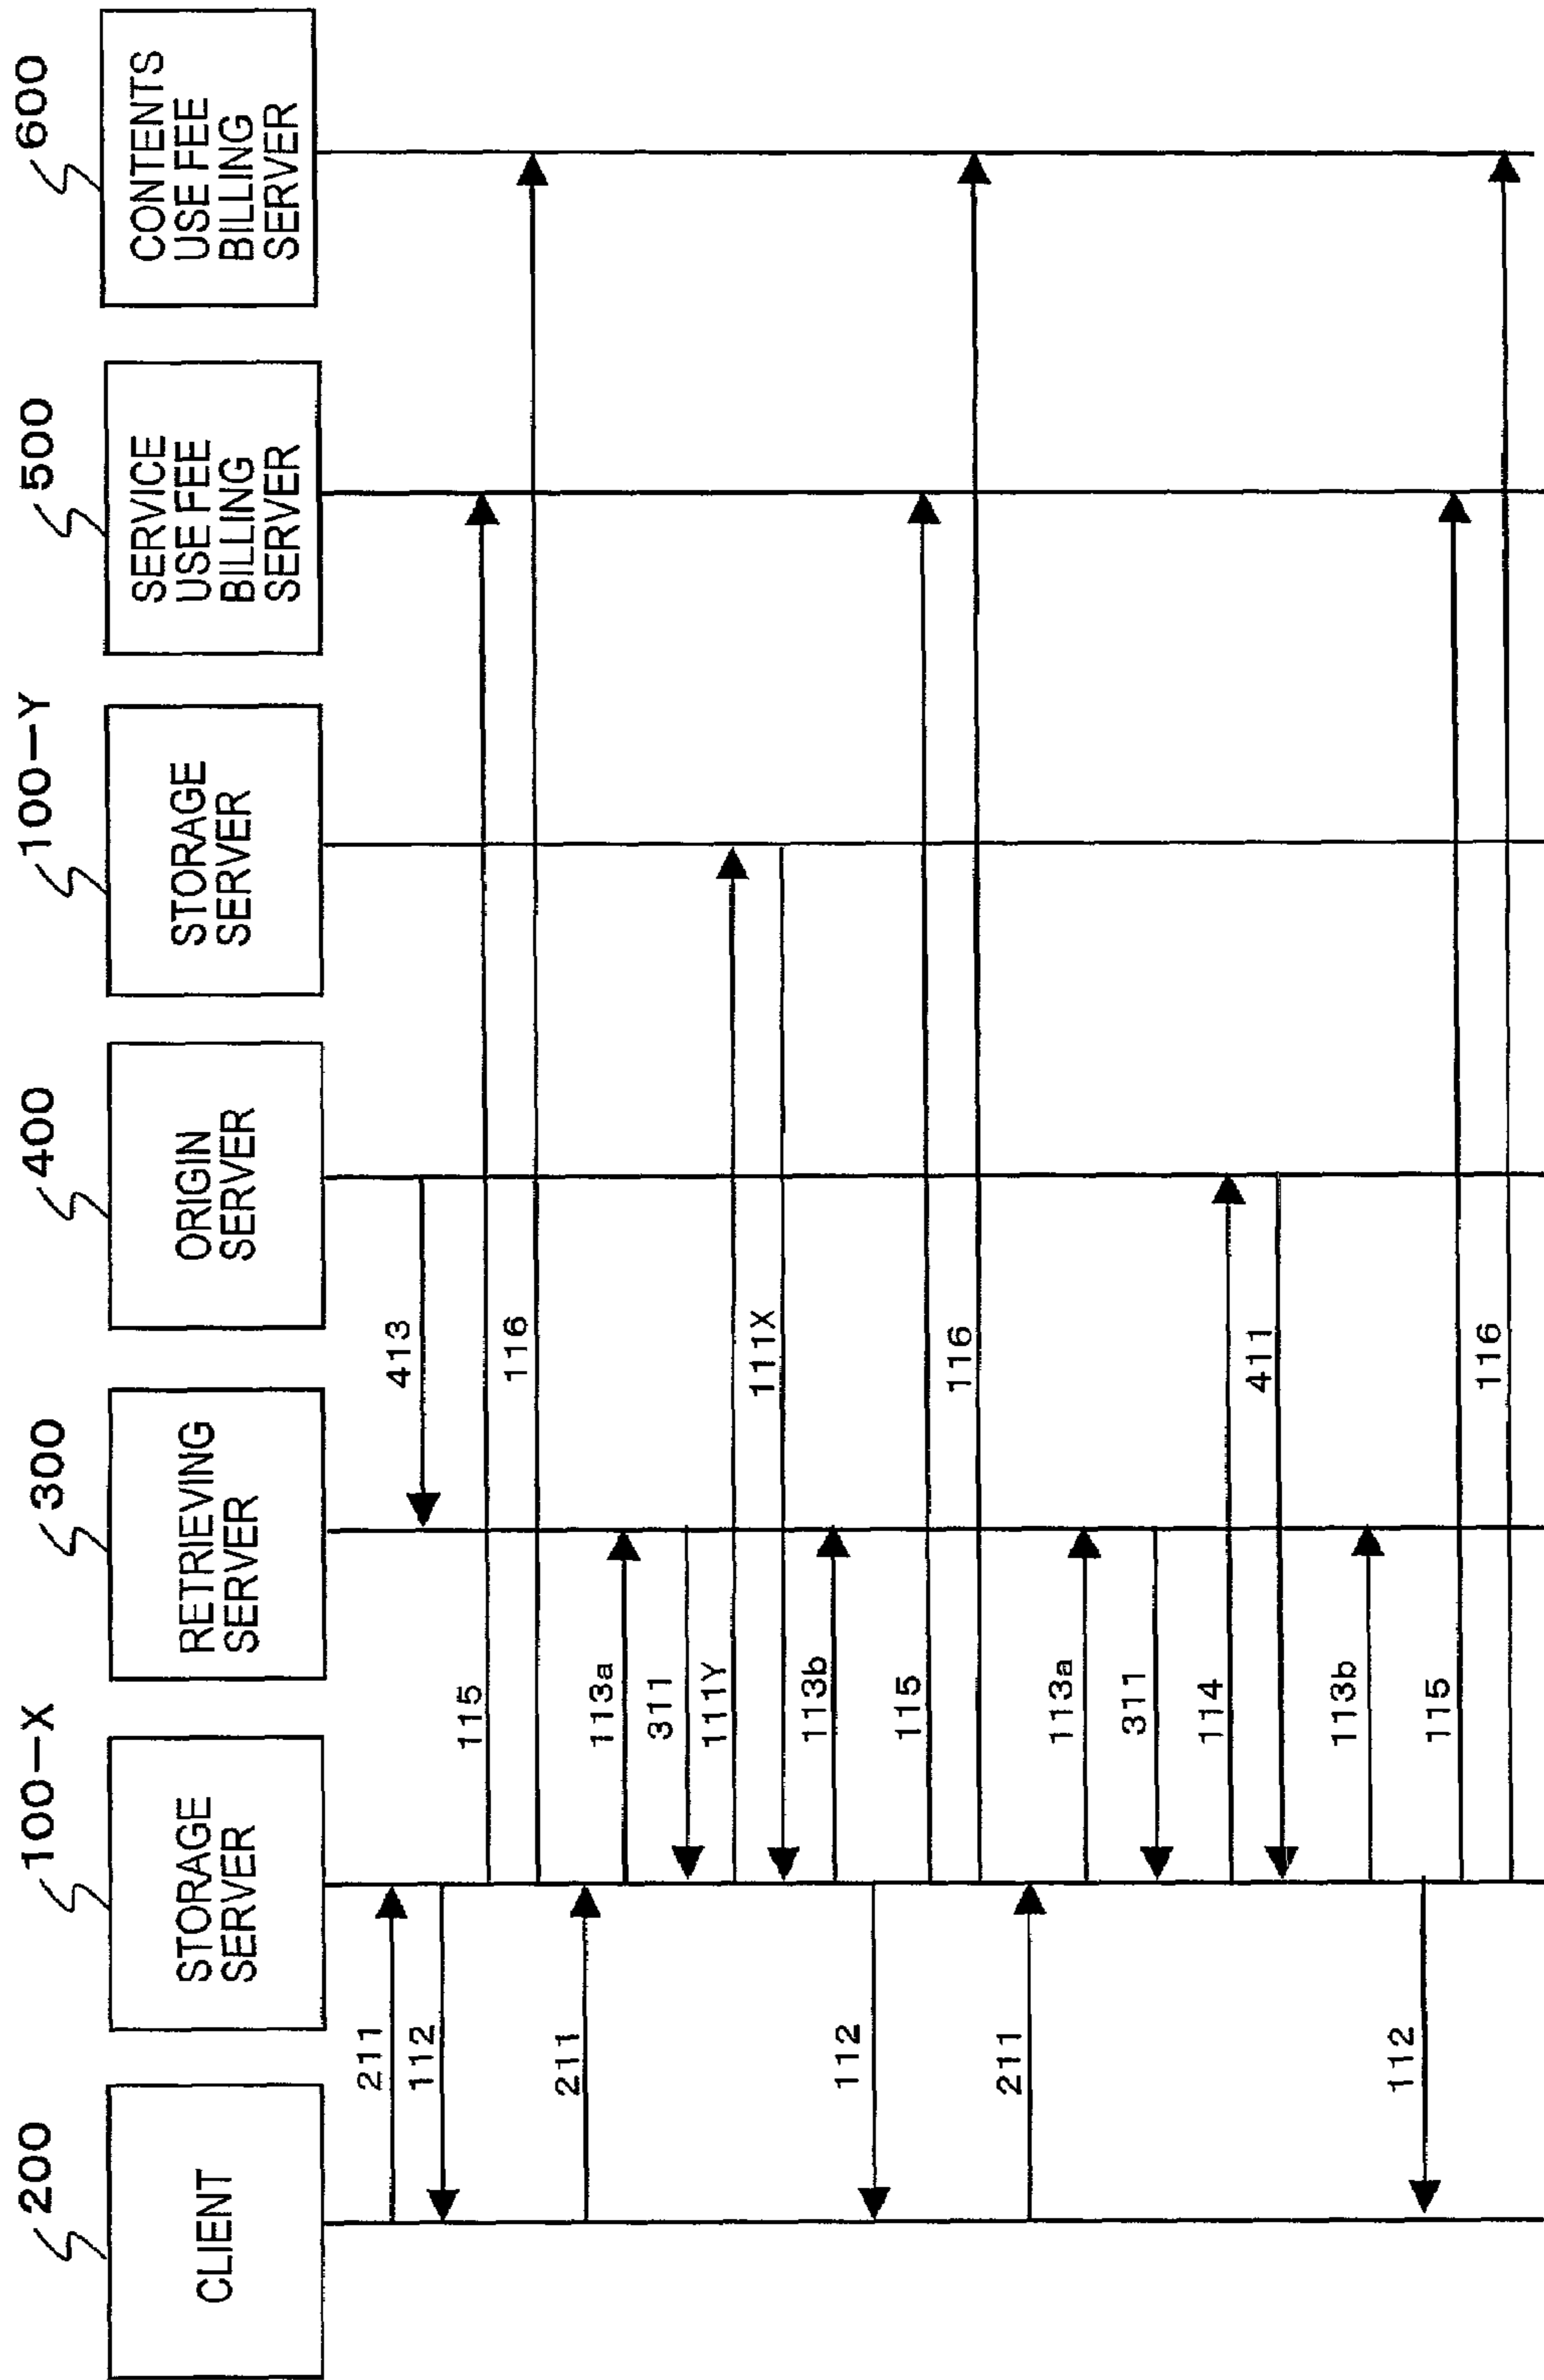 200
CLIENT
100-X
STORAGE
SERVER
300
RETRIEVING
SERVER
400
ORIGIN
SERVER
100-Y
STORAGE
SERVER
500
SERVICE
USE FEE
BILLING
SERVER
600
CONTENTS
USE FEE
BILLING
SERVER
211
413
112
115
116
211
113a
311
111Y
111X
113b
112
115
116
211
113a
311
114
411
113b
112
115
116